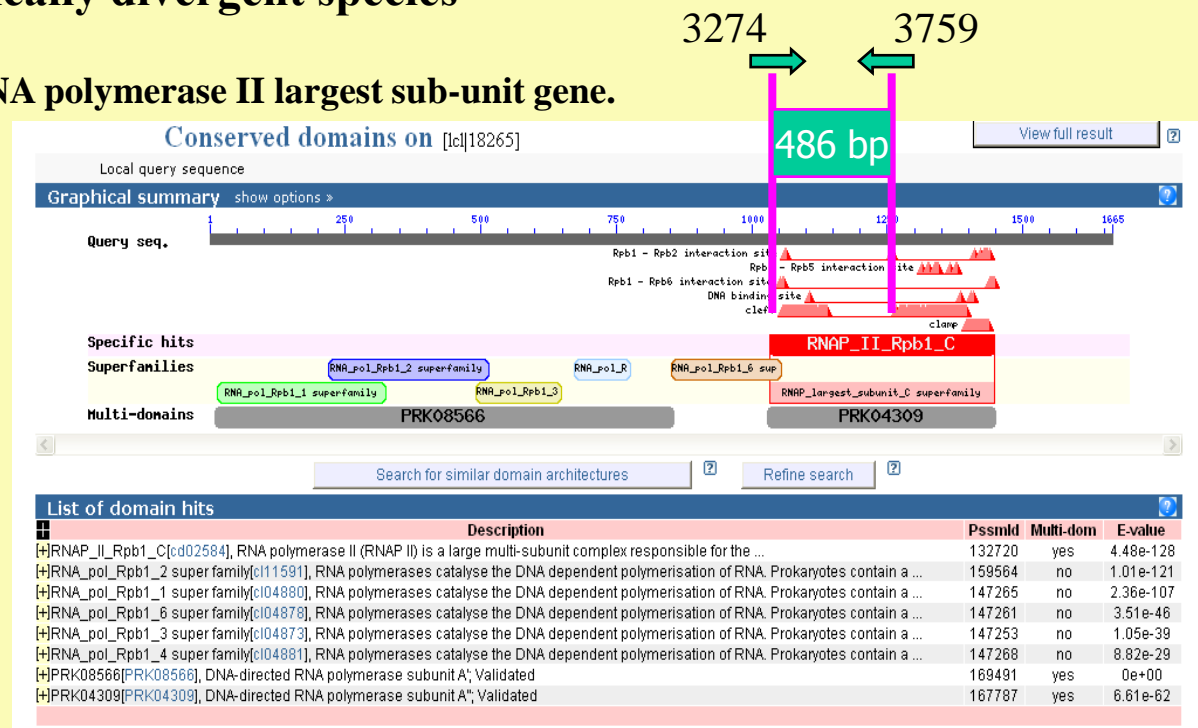 cally divergent species
3274 3759
NA polymerase II largest sub-unit gene.
Conserved domains on [lcl|18265]
486 bp
View full result ?
Local query sequence
Graphical summary show options » ?
1 250 500 750 1000 1250 1500 1665
Query seq.
Rpb1 - Rpb2 interaction site
Rpb1 - Rpb5 interaction site
Rpb1 - Rpb6 interaction site
DNA binding site
cleft
clamp
Specific hits RNAP_II_Rpb1_C
Superfamilies RNA_pol_Rpb1_2 superfamily RNA_pol_R RNA_pol_Rpb1_6 sup
RNA_pol_Rpb1_1 superfamily RNA_pol_Rpb1_3 RNAP_largest_subunit_C superfamily
Multi-domains PRK08566 PRK04309
Search for similar domain architectures ? Refine search ?
List of domain hits ?
+ Description PssmId Multi-dom E-value
[+]RNAP_II_Rpb1_C[cd02584], RNA polymerase II (RNAP II) is a large multi-subunit complex responsible for the ... 132720 yes 4.48e-128
[+]RNA_pol_Rpb1_2 super family[cl11591], RNA polymerases catalyse the DNA dependent polymerisation of RNA. Prokaryotes contain a ... 159564 no 1.01e-121
[+]RNA_pol_Rpb1_1 super family[cl04880], RNA polymerases catalyse the DNA dependent polymerisation of RNA. Prokaryotes contain a ... 147265 no 2.36e-107
[+]RNA_pol_Rpb1_6 super family[cl04878], RNA polymerases catalyse the DNA dependent polymerisation of RNA. Prokaryotes contain a ... 147261 no 3.51e-46
[+]RNA_pol_Rpb1_3 super family[cl04873], RNA polymerases catalyse the DNA dependent polymerisation of RNA. Prokaryotes contain a ... 147253 no 1.05e-39
[+]RNA_pol_Rpb1_4 super family[cl04881], RNA polymerases catalyse the DNA dependent polymerisation of RNA. Prokaryotes contain a ... 147268 no 8.82e-29
[+]PRK08566[PRK08566], DNA-directed RNA polymerase subunit A'; Validated 169491 yes 0e+00
[+]PRK04309[PRK04309], DNA-directed RNA polymerase subunit A''; Validated 167787 yes 6.61e-62